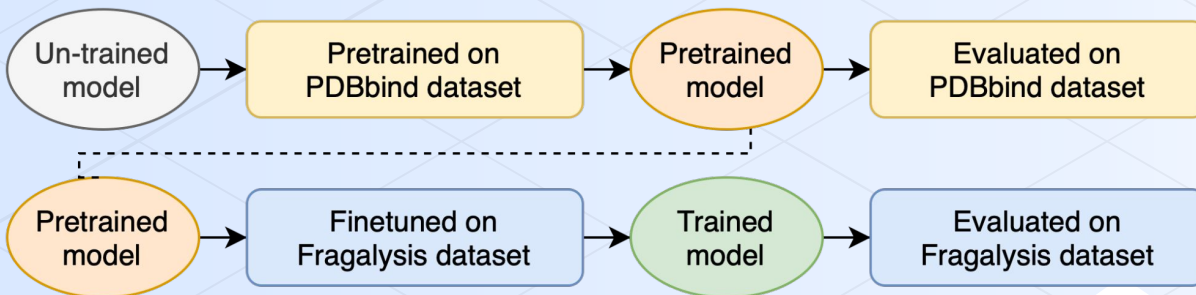 Un-trained
model
Pretrained on
PDBbind dataset
Pretrained
model
Evaluated on
PDBbind dataset
Pretrained
model
Finetuned on
Fragalysis dataset
Trained
model
Evaluated on
Fragalysis dataset